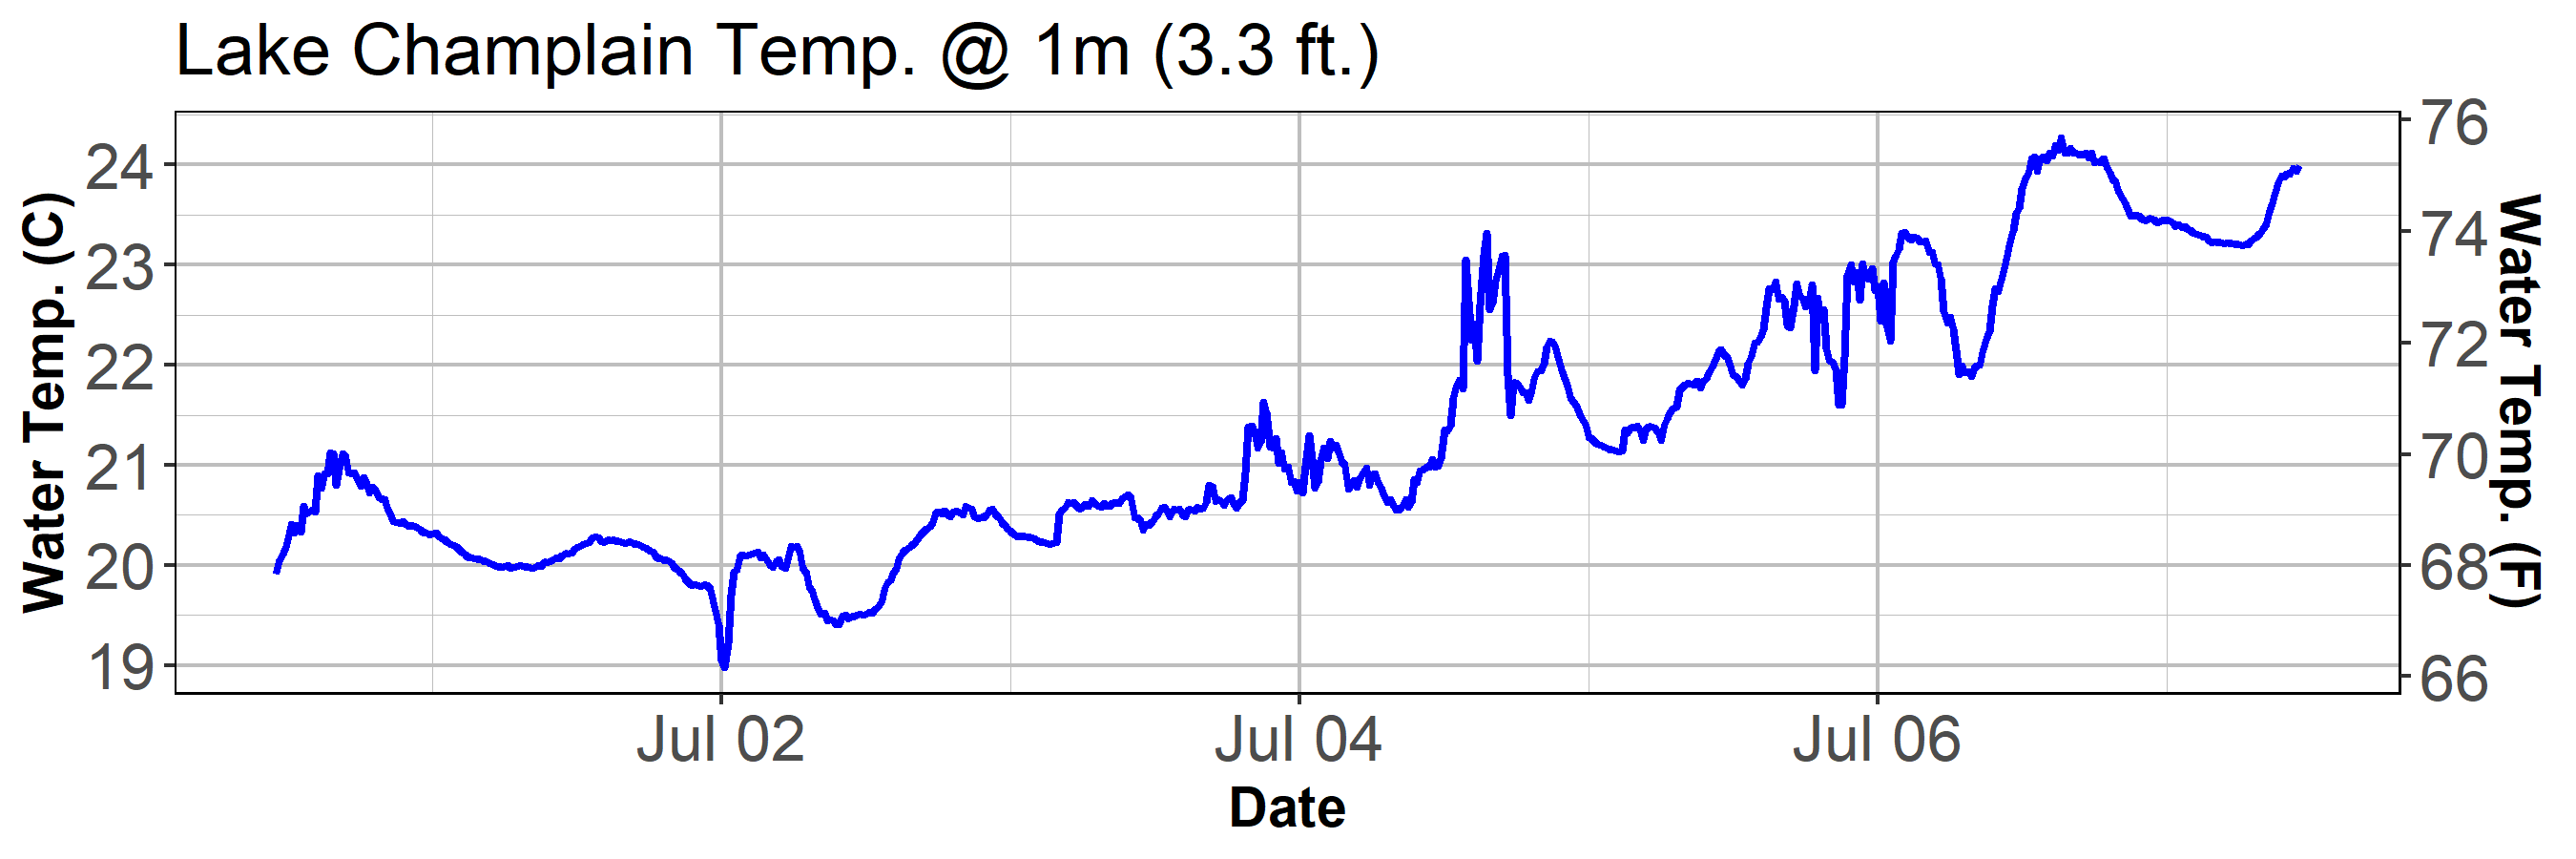 Lake Champlain Temp. @ 1m (3.3 ft.)
Water Temp. (C)
24
23
22
21
20
19
76
74
72
70
68
66
Water Temp. (F)
Jul 02
Jul 04
Jul 06
Date